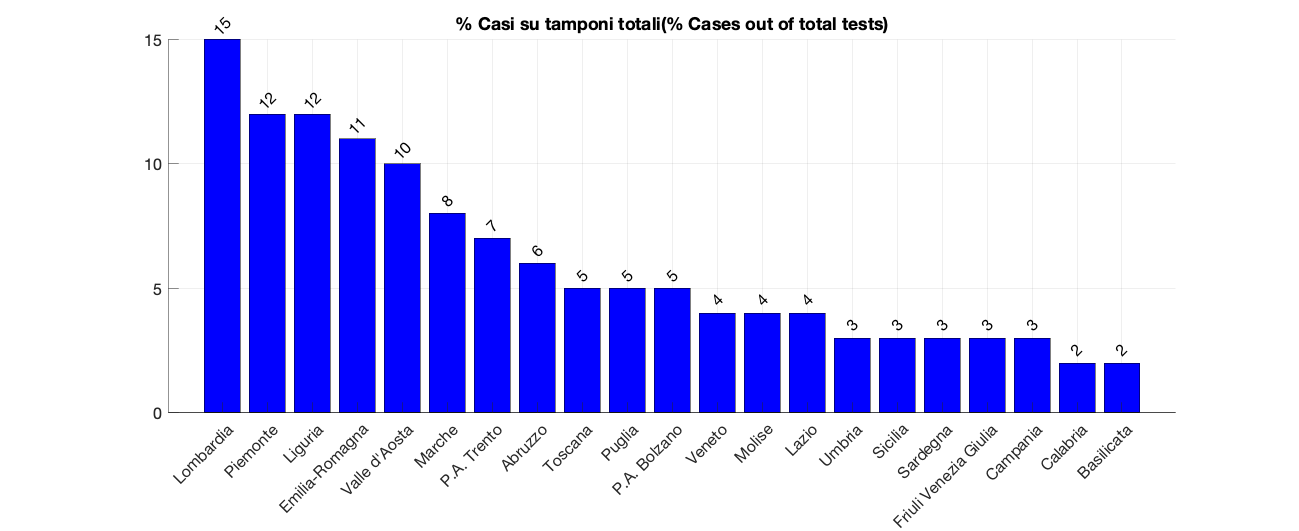 % Casi su tamponi totali(% Cases out of total tests)
15
10
5
0
15
12
12
11
10
8
7
6
5
5
5
4
4
4
3
3
3
3
3
2
2
Lombardia
Piemonte
Liguria
Emilia-Romagna
Valle d'Aosta
Marche
P.A. Trento
Abruzzo
Toscana
Puglia
P.A. Bolzano
Veneto
Molise
Lazio
Umbria
Sicilia
Sardegna
Friuli Venezia Giulia
Campania
Calabria
Basilicata